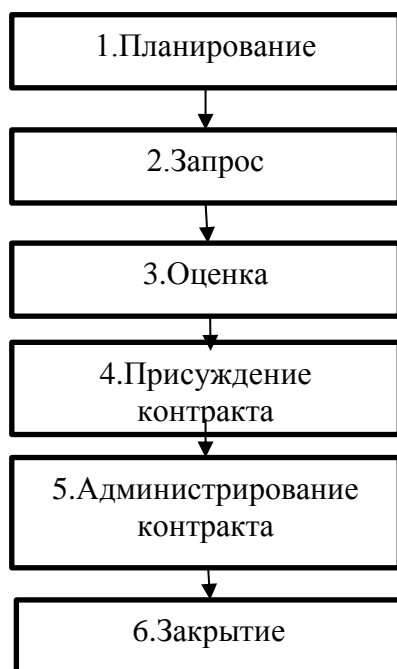 1.Планирование
2.Запрос
3.Оценка
4.Присуждение
контракта
5.Администрирование
контракта
6.Закрытие